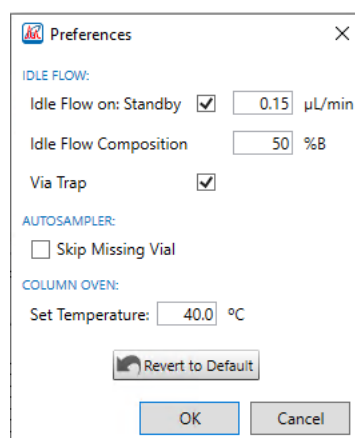 Preferences
IDLE FLOW:
Idle Flow on: Standby 0.15 µL/min
Idle Flow Composition 50 %B
Via Trap
AUTOSAMPLER:
Skip Missing Vial
COLUMN OVEN:
Set Temperature: 40.0 ºC
Revert to Default
OK Cancel